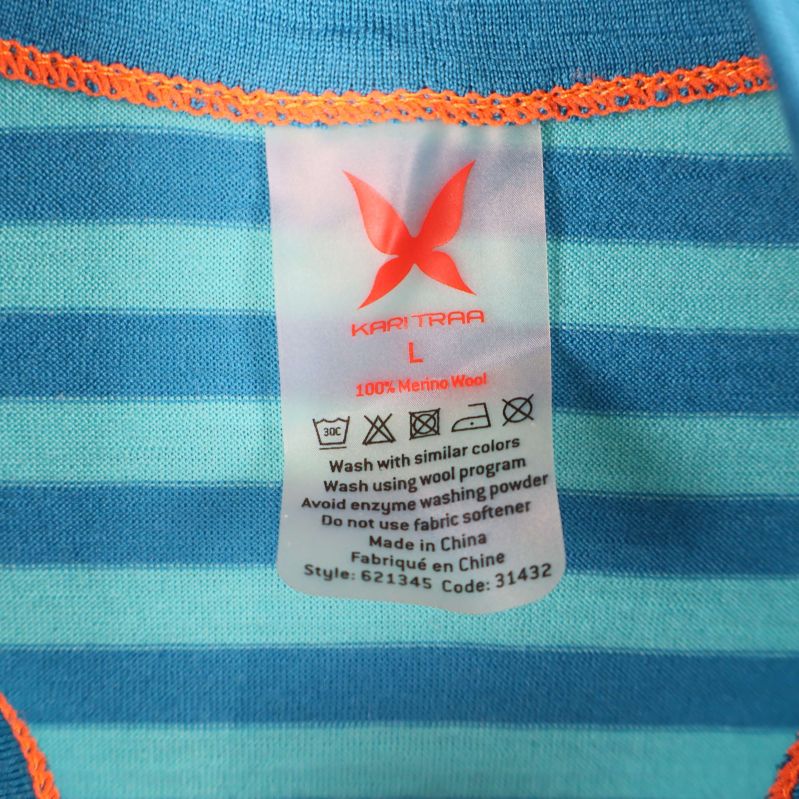 KARI TRAA
L
100% Merino Wool
30C
Wash with similar colors
Wash using wool program
Avoid enzyme washing powder
Do not use fabric softener
Made in China
Fabriqué en Chine
Style: 621345 Code: 31432